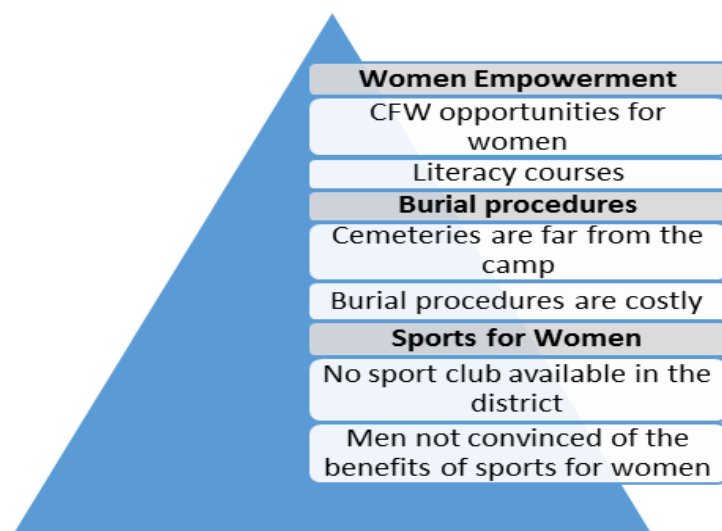 Women Empowerment
CFW opportunities for
women
Literacy courses
Burial procedures
Cemeteries are far from the
camp
Burial procedures are costly
Sports for Women
No sport club available in the
district
Men not convinced of the
benefits of sports for women